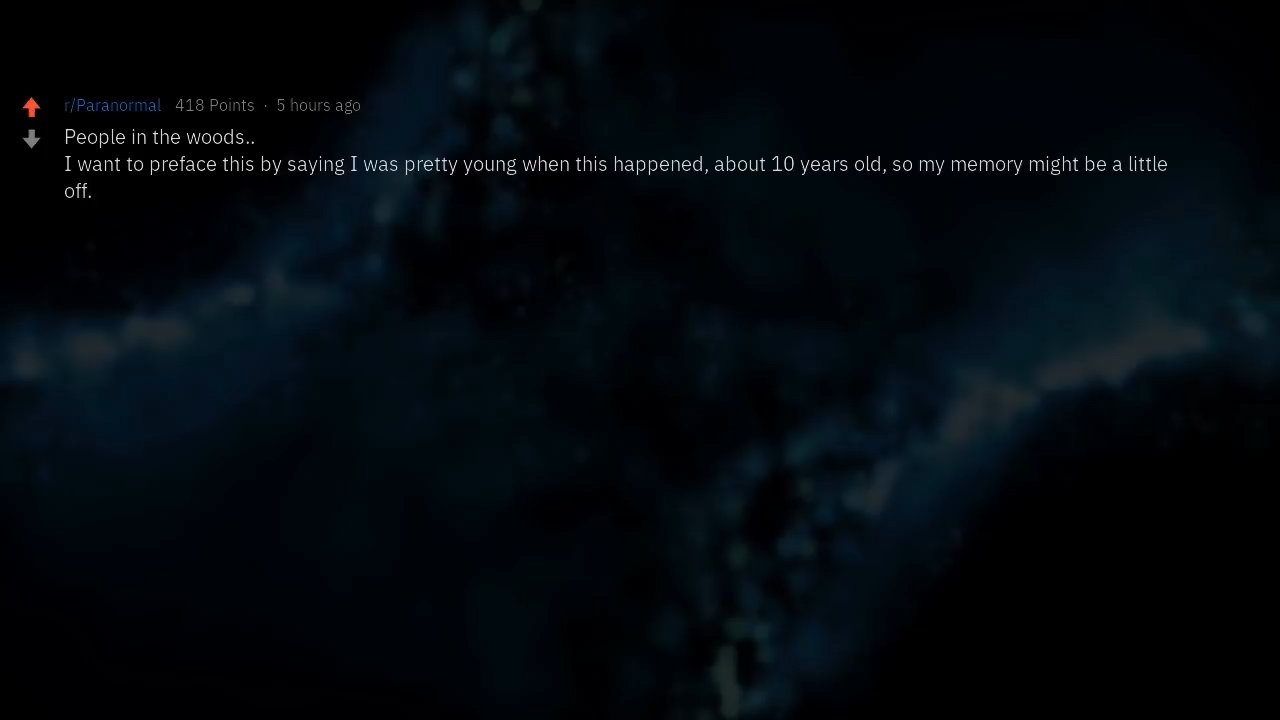 r/Paranormal 418 Points · 5 hours ago
People in the woods..
I want to preface this by saying I was pretty young when this happened, about 10 years old, so my memory might be a little
off.